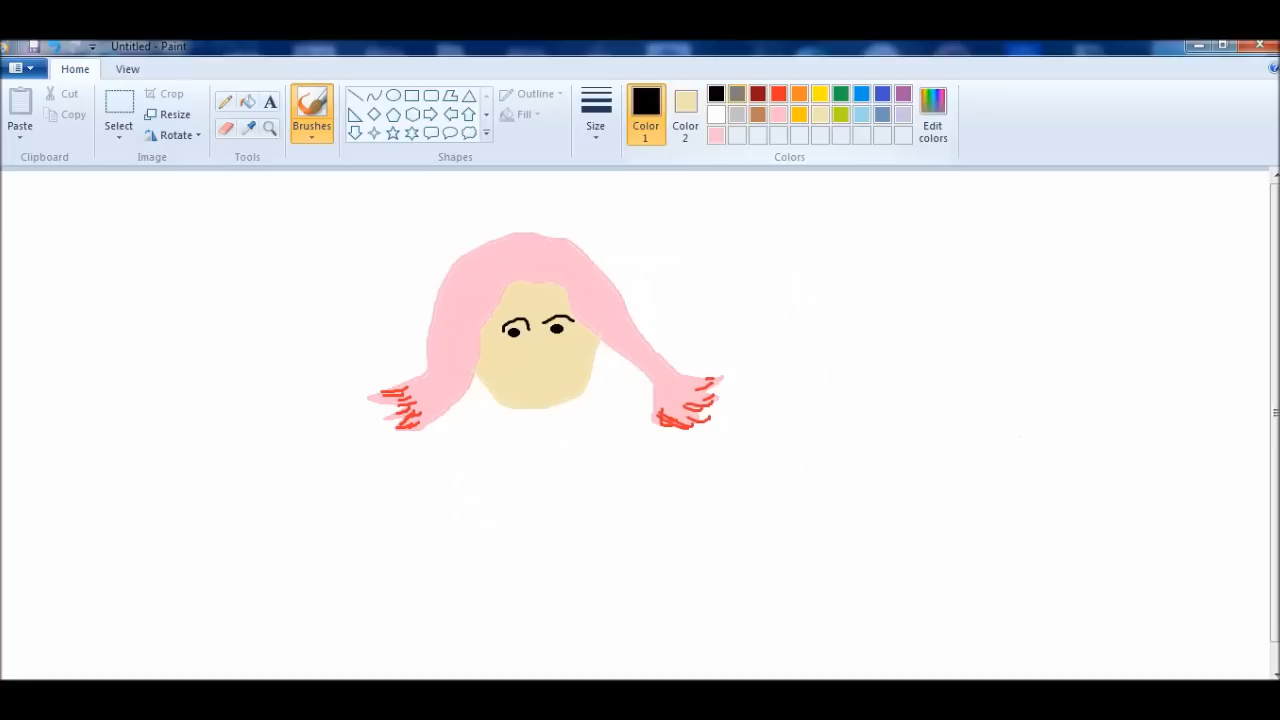 Untitled - Paint
Home View
Paste
Cut
Copy
Clipboard
Select
Crop
Resize
Rotate
Image
A
Tools
Brushes
Outline
Fill
Shapes
Size
Color 1
Color 2
Edit colors
Colors